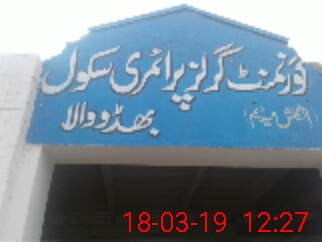 گورنمنٹ گرلز پرائمری سکول
بھڈووالا
(انگلش میڈیم)
18-03-19 12:27